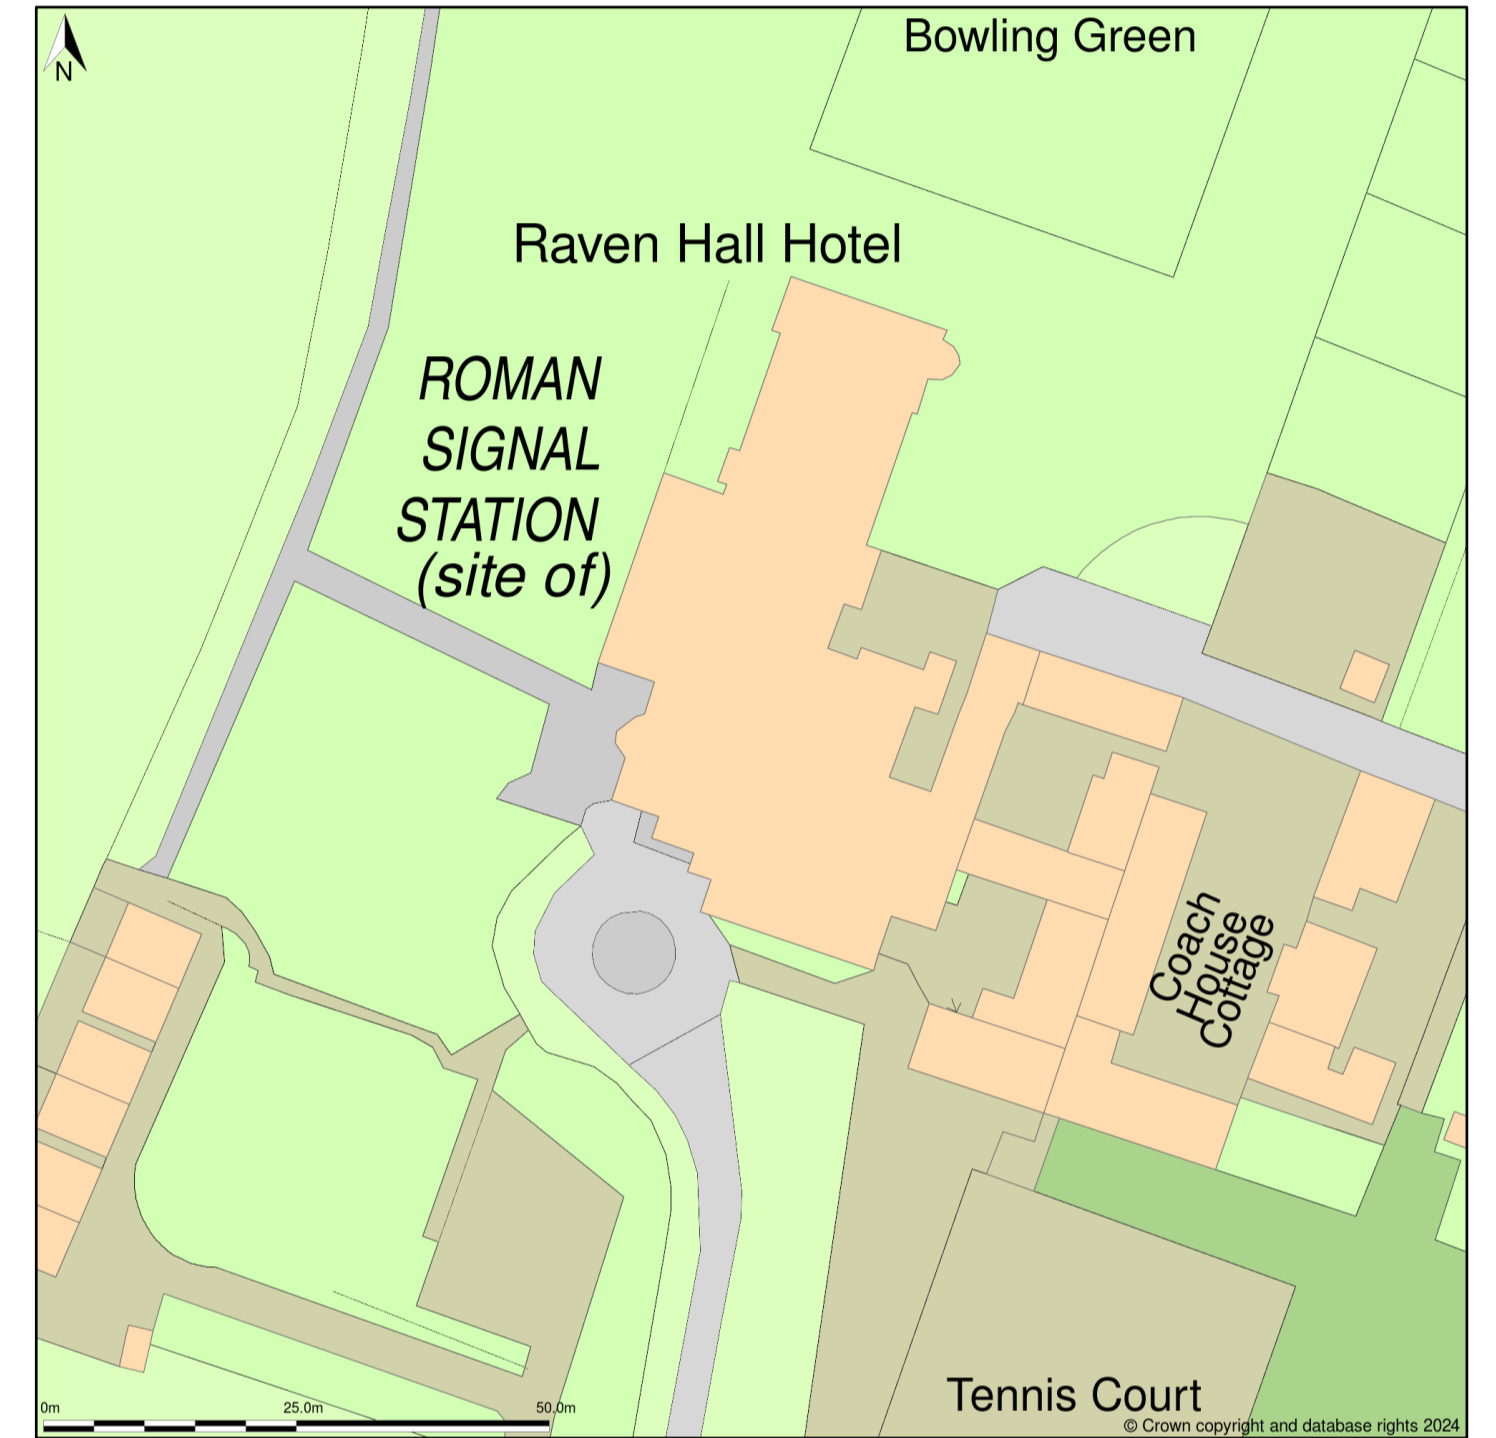 Bowling Green
N
Raven Hall Hotel
ROMAN
SIGNAL
STATION
(site of)
Coach
House
Cottage
Tennis Court
0m
25.0m
50.0m
© Crown copyright and database rights 2024